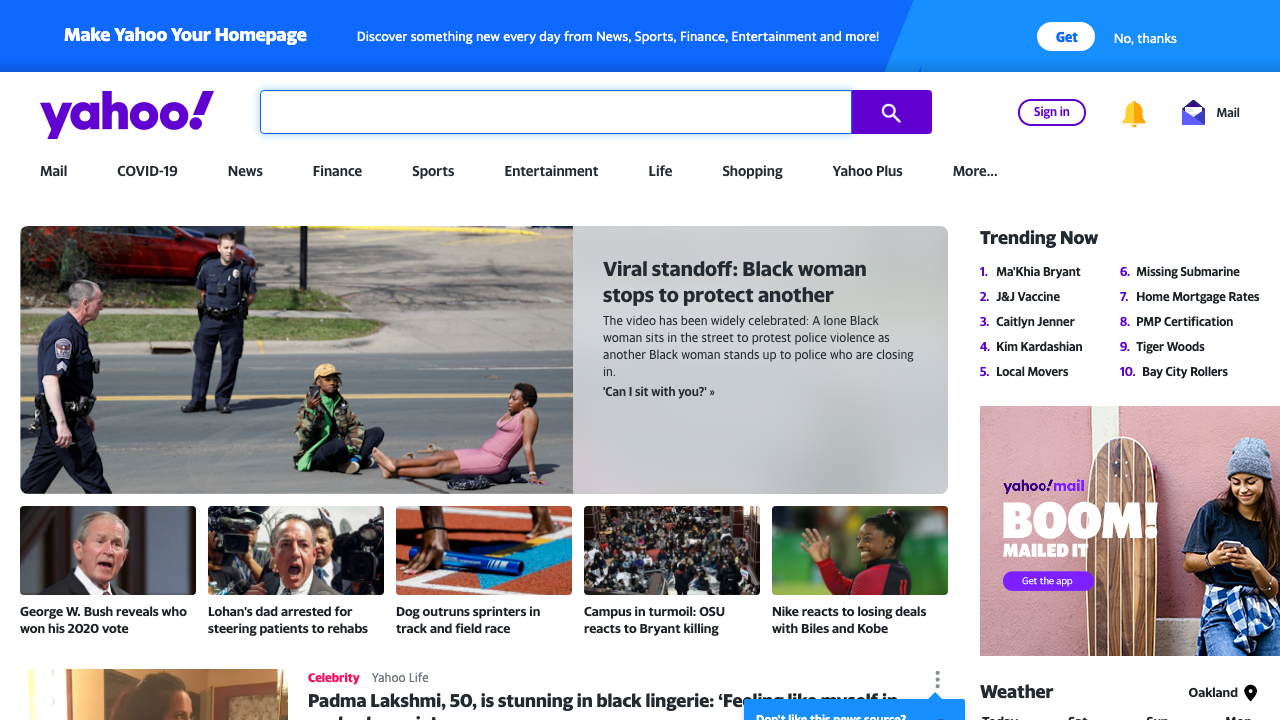 Make Yahoo Your Homepage
Discover something new every day from News, Sports, Finance, Entertainment and more!
Get
No, thanks
yahoo!
Sign in
Mail
Mail
COVID-19
News
Finance
Sports
Entertainment
Life
Shopping
Yahoo Plus
More...
Viral standoff: Black woman
stops to protect another
The video has been widely celebrated: A lone Black
woman sits in the street to protest police violence as
another Black woman stands up to police who are closing
in.
'Can I sit with you?' »
George W. Bush reveals who
won his 2020 vote
Lohan's dad arrested for
steering patients to rehabs
Dog outruns sprinters in
track and field race
Campus in turmoil: OSU
reacts to Bryant killing
Nike reacts to losing deals
with Biles and Kobe
Celebrity Yahoo Life
Padma Lakshmi, 50, is stunning in black lingerie: ‘Feeling like myself in
Don't like this news source?
Trending Now
1. Ma'Khia Bryant
2. J&J Vaccine
3. Caitlyn Jenner
4. Kim Kardashian
5. Local Movers
6. Missing Submarine
7. Home Mortgage Rates
8. PMP Certification
9. Tiger Woods
10. Bay City Rollers
yahoo!mail
BOOM!
MAILED IT
Get the app
Weather
Oakland
Today Sat Sun Mon